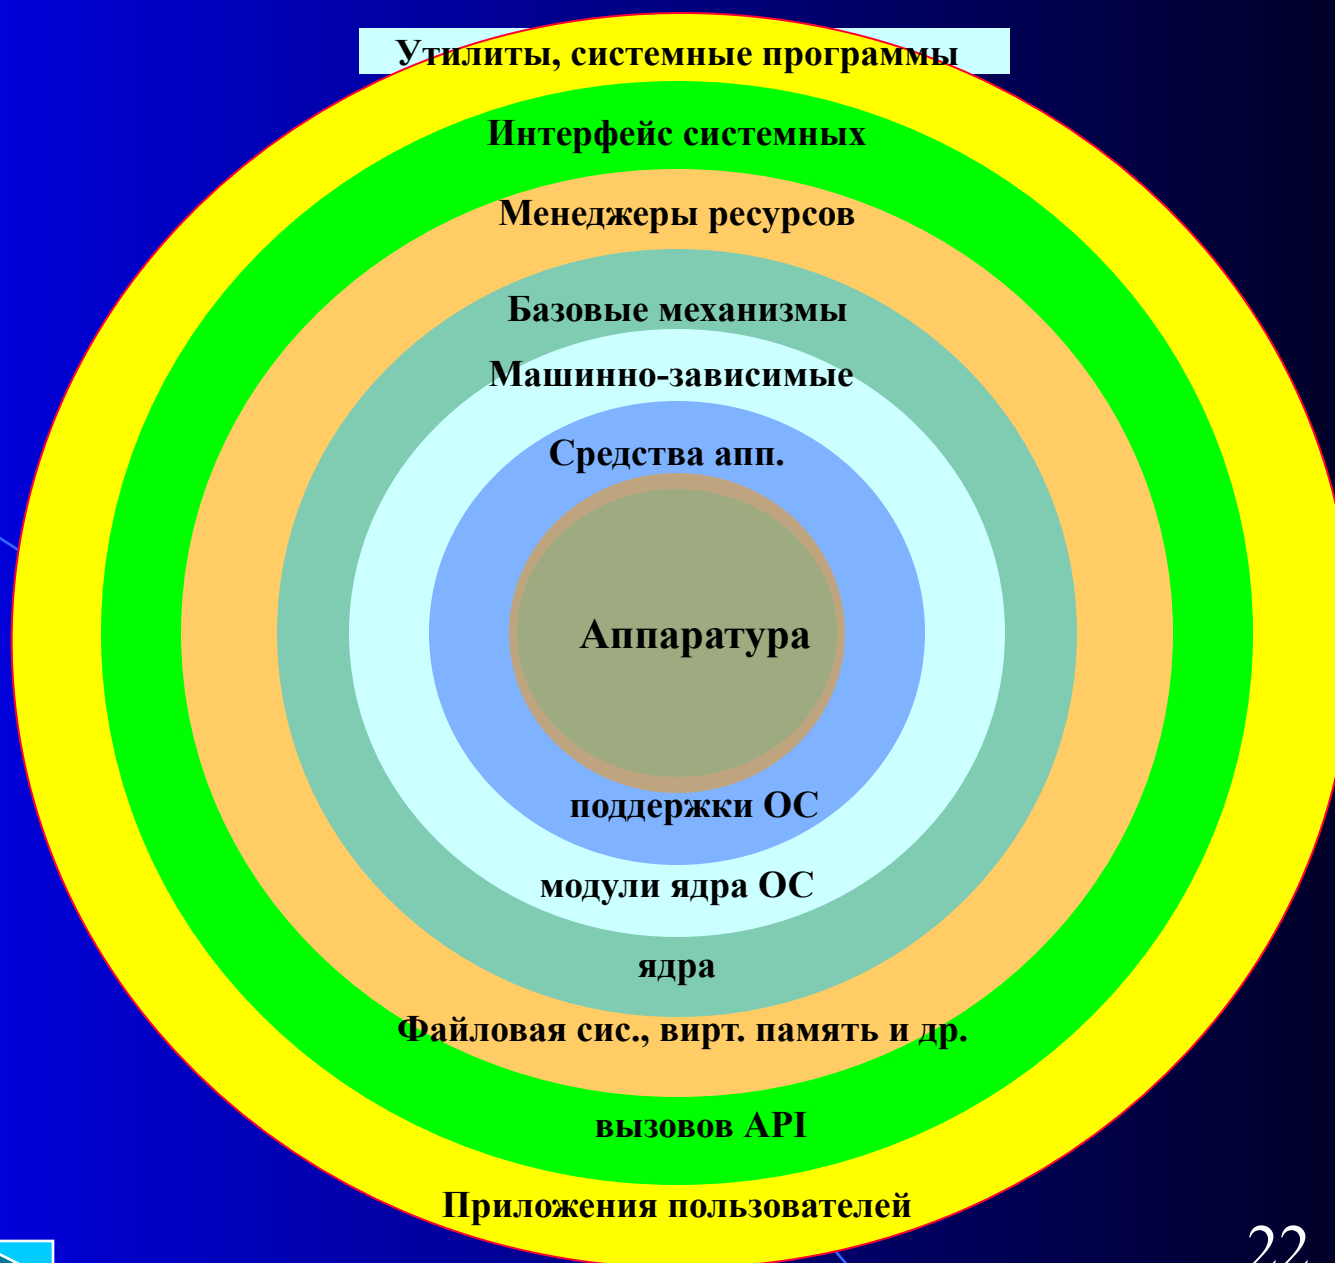 Утилиты, системные программы
Интерфейс системных
Менеджеры ресурсов
Базовые механизмы
Машинно-зависимые
Средства апп.
Аппаратура
поддержки ОС
модули ядра ОС
ядра
Файловая сис., вирт. память и др.
вызовов API
Приложения пользователей
22